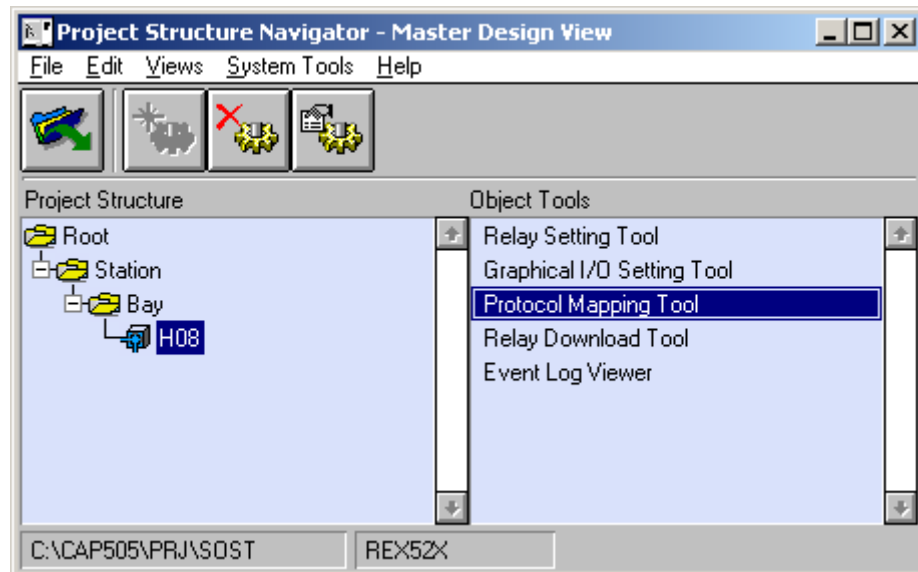 Project Structure Navigator - Master Design View
File Edit Views System Tools Help
Project Structure
Object Tools
Root
Station
Bay
H08
Relay Setting Tool
Graphical I/O Setting Tool
Protocol Mapping Tool
Relay Download Tool
Event Log Viewer
C:\CAP505\PRJ\SOST
REX52X